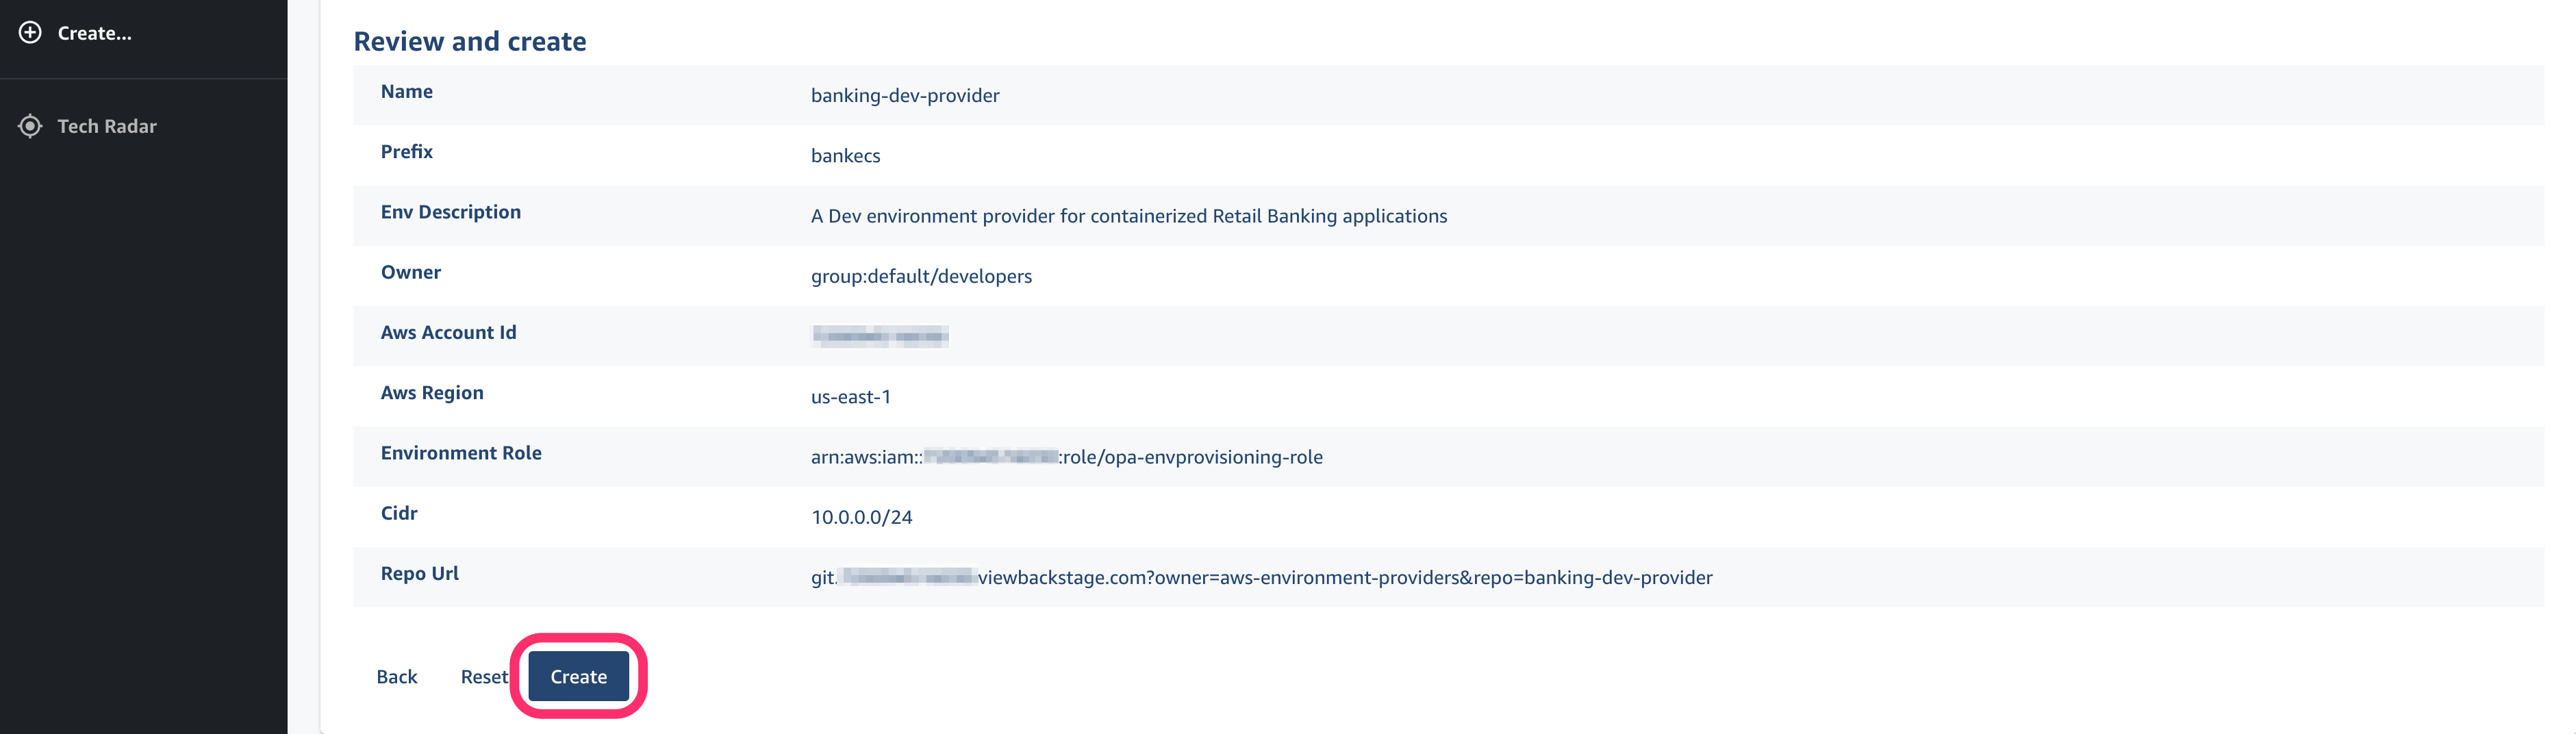 Create...
Tech Radar
Review and create
Name banking-dev-provider
Prefix bankecs
Env Description A Dev environment provider for containerized Retail Banking applications
Owner group:default/developers
Aws Account Id
Aws Region us-east-1
Environment Role arn:aws:iam:: :role/opa-envprovisioning-role
Cidr 10.0.0.0/24
Repo Url git. viewbackstage.com?owner=aws-environment-providers&repo=banking-dev-provider
Back Reset Create